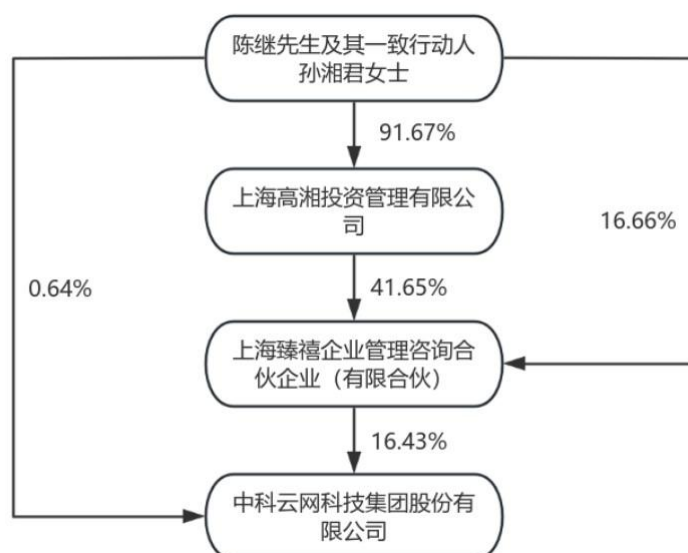 陈继先生及其一致行动人
孙湘君女士
91.67%
上海高湘投资管理有限公
司
16.66%
0.64%
41.65%
上海臻禧企业管理咨询合
伙企业（有限合伙）
16.43%
中科云网科技集团股份有
限公司